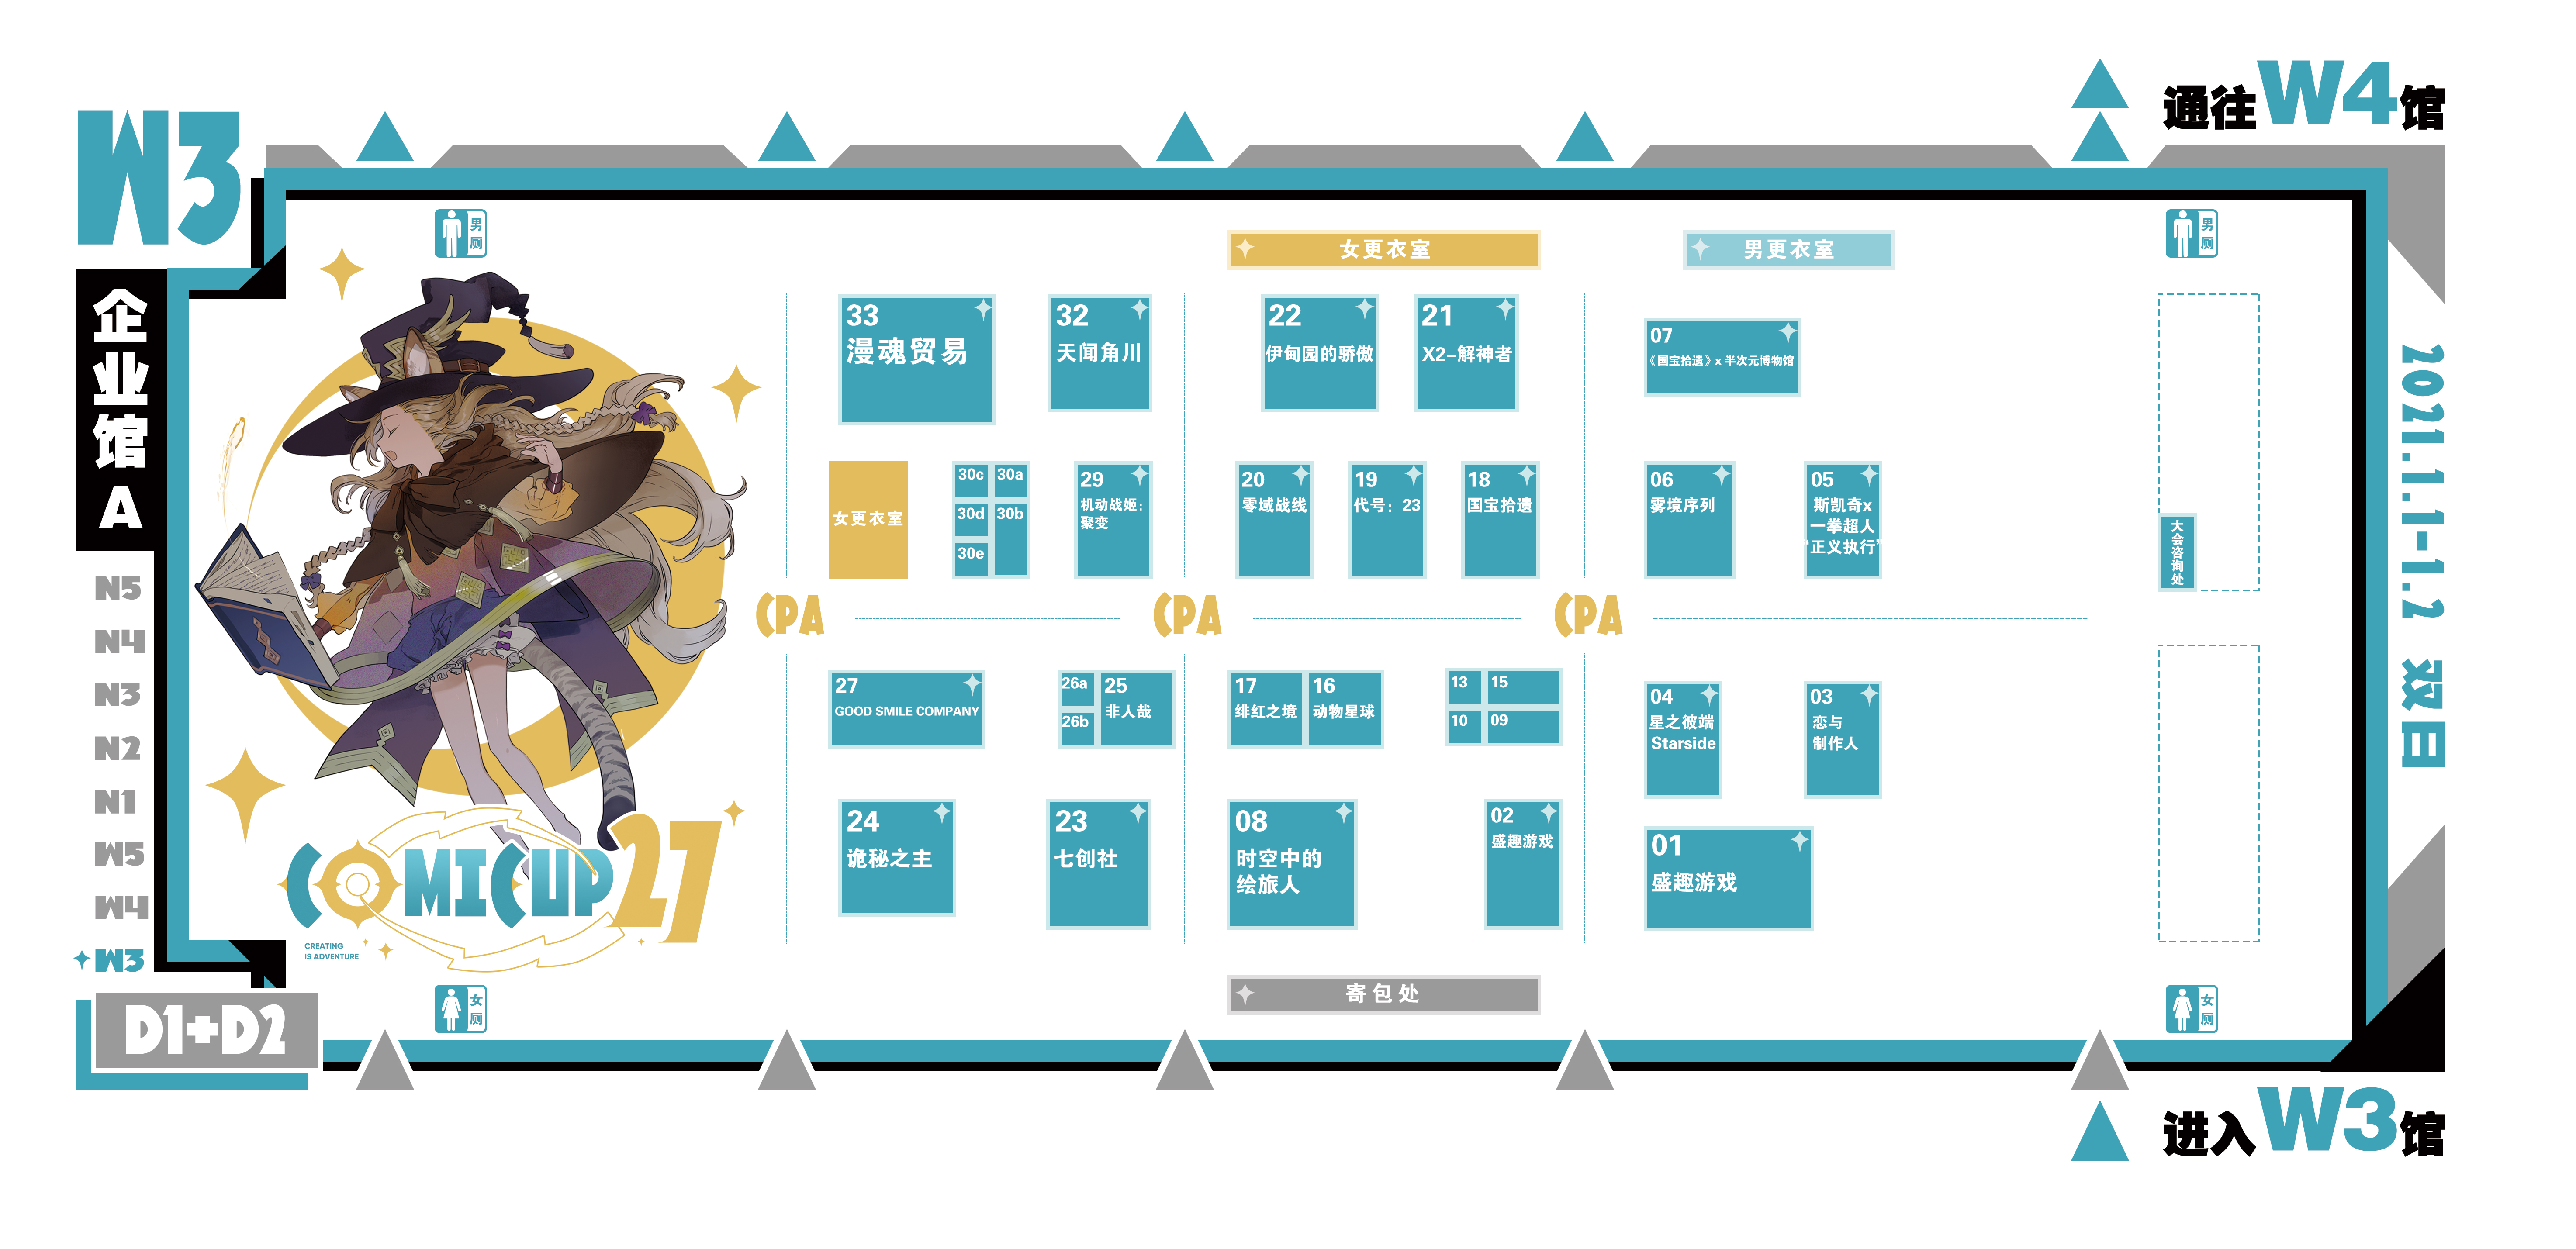 W3
企业馆A
N5
N4
N3
N2
N1
W5
W4
W3
D1+D2
通往W4馆
2021.1.1-1.2 双日
进入W3馆
男厕
女更衣室
男更衣室
男厕
33
漫魂贸易
32
天闻角川
22
伊甸园的骄傲
21
X2-解神者
07
《国宝拾遗》x 半次元博物馆
女更衣室
30c
30a
30d
30b
30e
29
机动战姬：
聚变
20
零域战线
19
代号：23
18
国宝拾遗
06
雾境序列
05
斯凯奇x
一拳超人
“正义执行”
大会咨询处
CPA
CPA
CPA
27
GOOD SMILE COMPANY
26a
26b
25
非人哉
17
绯红之境
16
动物星球
13
15
10
09
04
星之彼端
Starside
03
恋与
制作人
24
诡秘之主
23
七创社
08
时空中的
绘旅人
02
盛趣游戏
01
盛趣游戏
COMICUP27
CREATING
IS ADVENTURE
女厕
寄包处
女厕